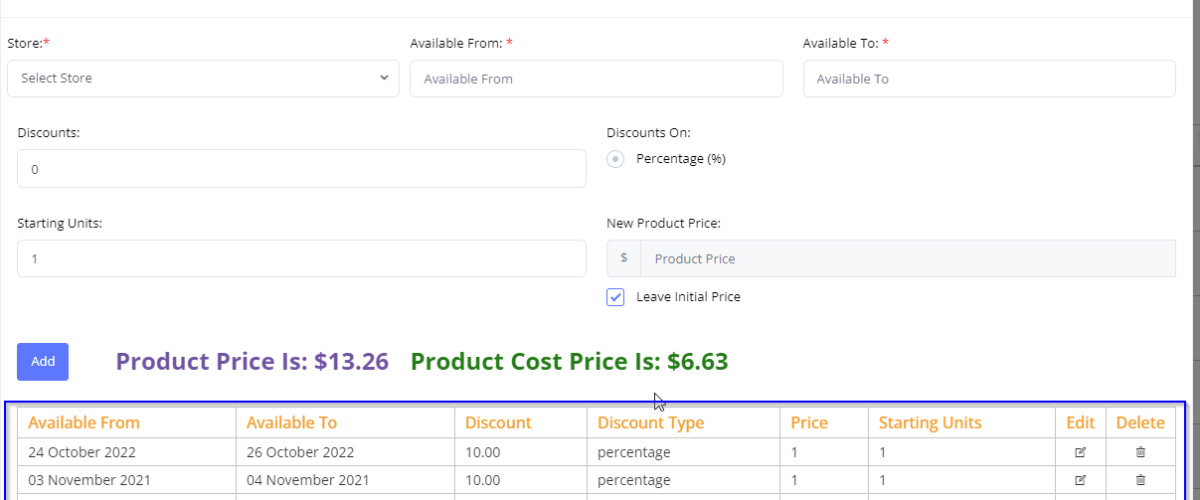 Store:* Available From: * Available To: *
Select Store Available From Available To
Discounts: Discounts On:
0 Percentage (%)
Starting Units: New Product Price:
1 $ Product Price
Leave Initial Price
Add Product Price Is: $13.26 Product Cost Price Is: $6.63
Available From Available To Discount Discount Type Price Starting Units Edit Delete
24 October 2022 26 October 2022 10.00 percentage 1 1
03 November 2021 04 November 2021 10.00 percentage 1 1